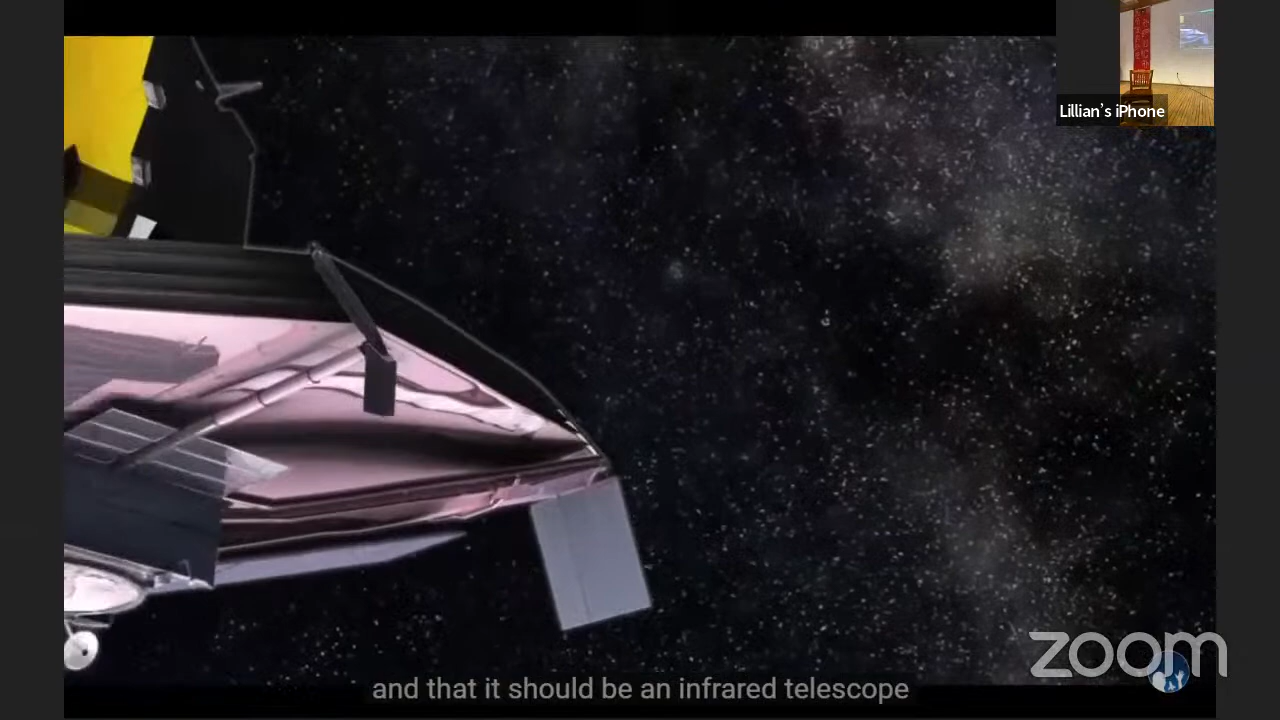 Lillian's iPhone
zoom
and that it should be an infrared telescope